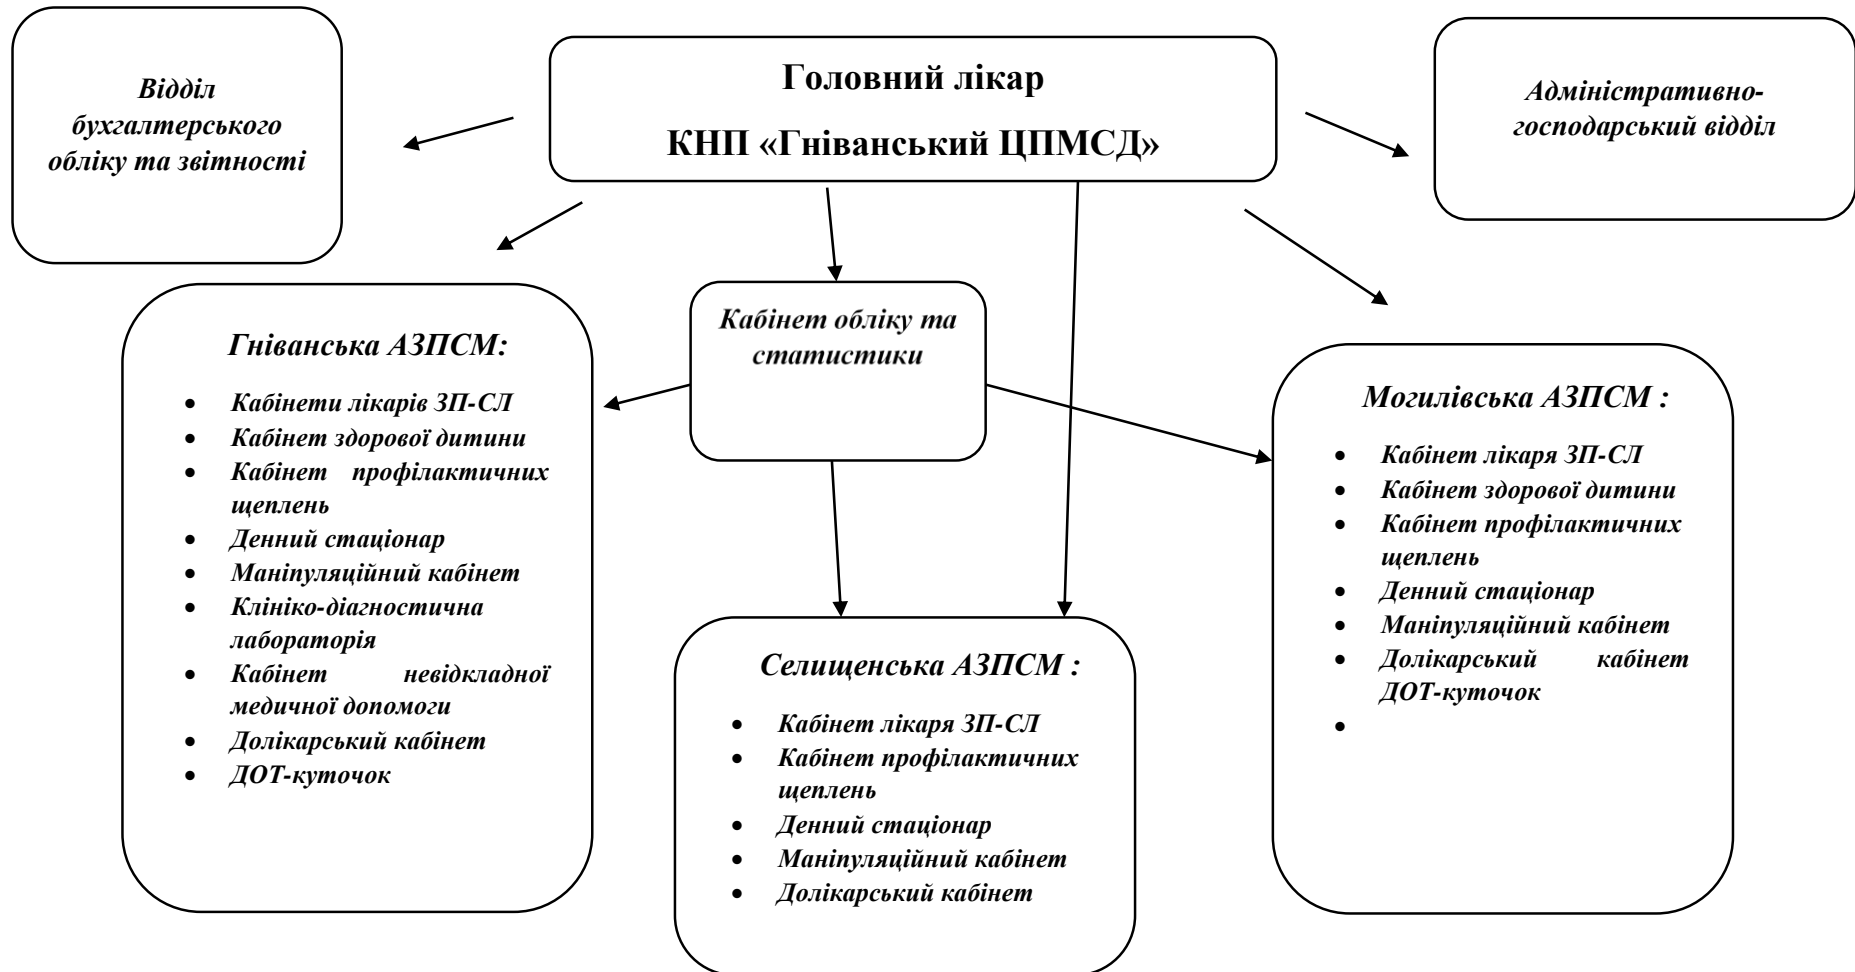 Відділ
бухгалтерського
обліку та звітності
Головний лікар
КНП «Гніванський ЦПМСД»
Адміністративно-
господарський відділ
Гніванська АЗПСМ:
• Кабінети лікарів ЗП-СЛ
• Кабінет здорової дитини
• Кабінет профілактичних
щеплень
• Денний стаціонар
• Маніпуляційний кабінет
• Клініко-діагностична
лабораторія
• Кабінет невідкладної
медичної допомоги
• Долікарський кабінет
• ДОТ-куточок
Кабінет обліку та
статистики
Селищенська АЗПСМ :
• Кабінет лікаря ЗП-СЛ
• Кабінет профілактичних
щеплень
• Денний стаціонар
• Маніпуляційний кабінет
• Долікарський кабінет
Могилівська АЗПСМ :
• Кабінет лікаря ЗП-СЛ
• Кабінет здорової дитини
• Кабінет профілактичних
щеплень
• Денний стаціонар
• Маніпуляційний кабінет
• Долікарський кабінет
ДОТ-куточок
•